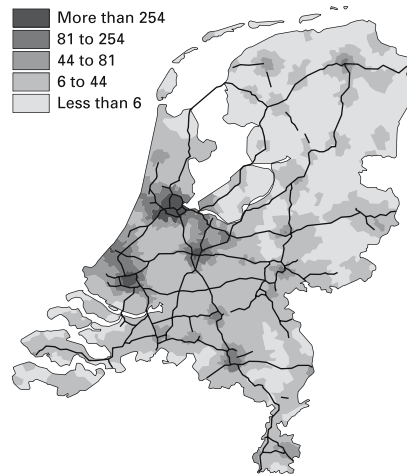 More than 254
81 to 254
44 to 81
6 to 44
Less than 6